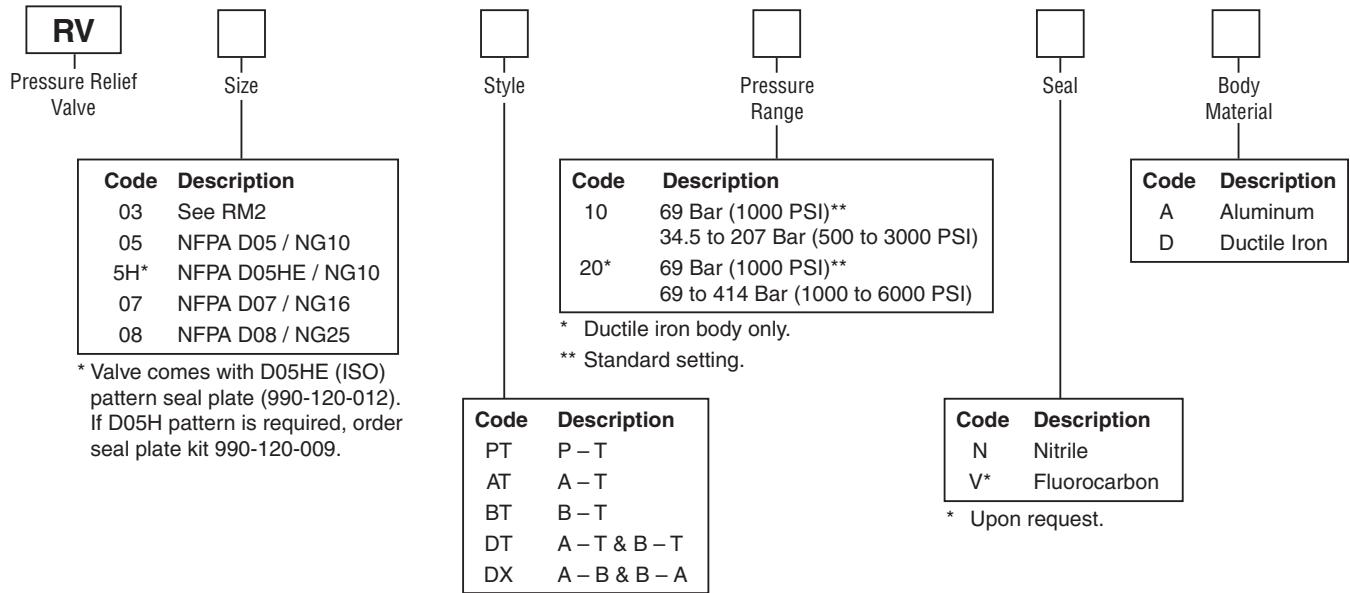 RV
Pressure Relief
Valve
Size
Style
Pressure
Range
Seal
Body
Material
Code Description
03 See RM2
05 NFPA D05 / NG10
5H* NFPA D05HE / NG10
07 NFPA D07 / NG16
08 NFPA D08 / NG25
* Valve comes with D05HE (ISO)
pattern seal plate (990-120-012).
If D05H pattern is required, order
seal plate kit 990-120-009.
Code Description
PT P – T
AT A – T
BT B – T
DT A – T & B – T
DX A – B & B – A
Code Description
10 69 Bar (1000 PSI)**
34.5 to 207 Bar (500 to 3000 PSI)
20* 69 Bar (1000 PSI)**
69 to 414 Bar (1000 to 6000 PSI)
* Ductile iron body only.
** Standard setting.
Code Description
N Nitrile
V* Fluorocarbon
* Upon request.
Code Description
A Aluminum
D Ductile Iron